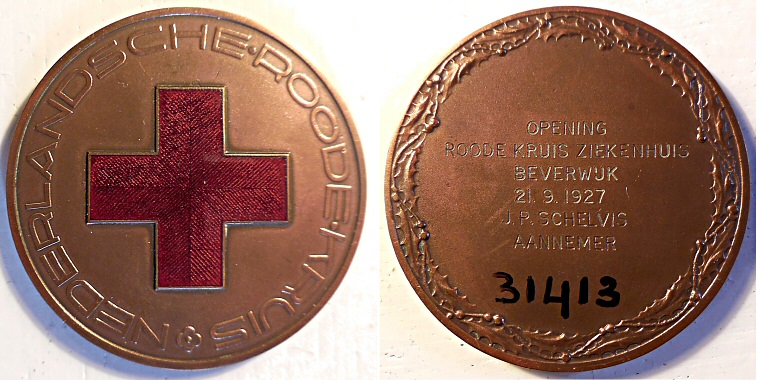 NEDERLANDSCHE·ROODE·KRUIS
OPENING
ROODE KRUIS ZIEKENHUIS
BEVERWIJK
21. 9. 1927
J. P. SCHELVIS
AANNEMER
31413